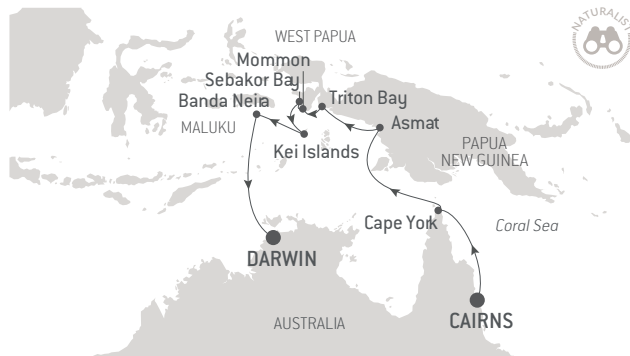 NATURALIST
WEST PAPUA
Mommon
Sebakor Bay
Banda Neira
Triton Bay
MALUKU
Asmat
Kei Islands
PAPUA
NEW GUINEA
Cape York
Coral Sea
DARWIN
CAIRNS
AUSTRALIA